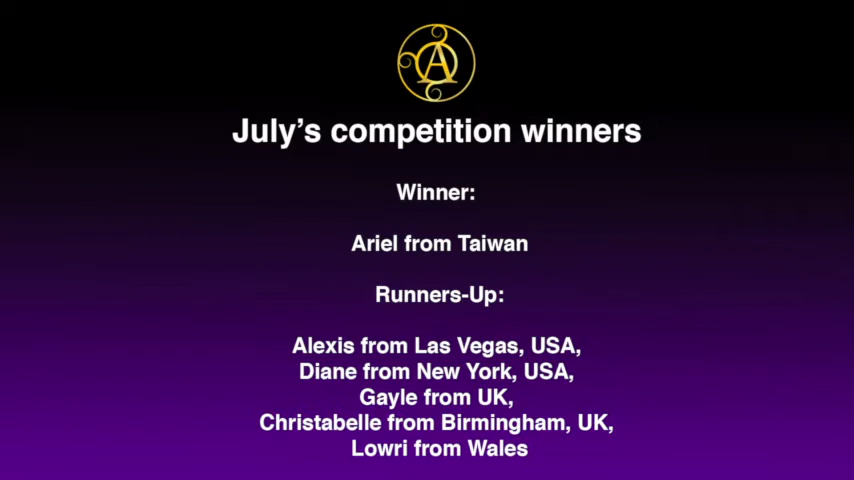 A
July’s competition winners
Winner:
Ariel from Taiwan
Runners-Up:
Alexis from Las Vegas, USA,
Diane from New York, USA,
Gayle from UK,
Christabelle from Birmingham, UK,
Lowri from Wales